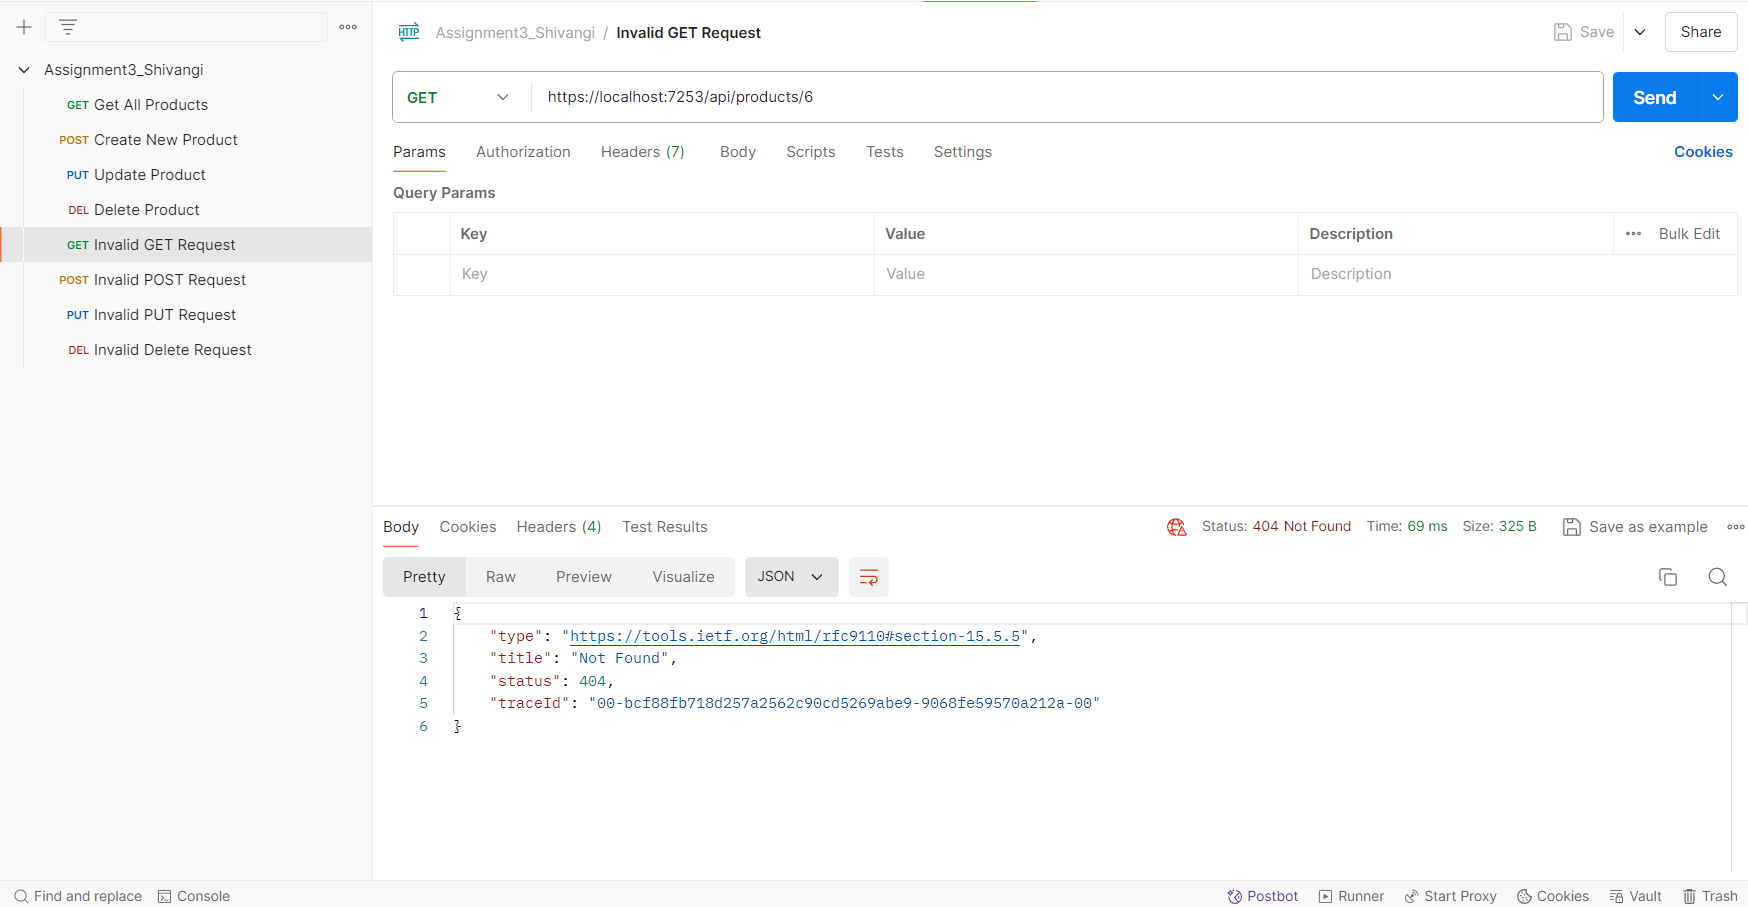 Assignment3_Shivangi
GET Get All Products
POST Create New Product
PUT Update Product
DEL Delete Product
GET Invalid GET Request
POST Invalid POST Request
PUT Invalid PUT Request
DEL Invalid Delete Request
HTTP Assignment3_Shivangi / Invalid GET Request
Save
Share
GET https://localhost:7253/api/products/6
Send
Params Authorization Headers (7) Body Scripts Tests Settings Cookies
Query Params
Key Value Description Bulk Edit
Key Value Description
Body Cookies Headers (4) Test Results Status: 404 Not Found Time: 69 ms Size: 325 B Save as example
Pretty Raw Preview Visualize JSON
1 {
2 "type": "https://tools.ietf.org/html/rfc9110#section-15.5.5",
3 "title": "Not Found",
4 "status": 404,
5 "traceId": "00-bcf88fb718d257a2562c90cd5269abe9-9068fe59570a212a-00"
6 }
Find and replace Console Postbot Runner Start Proxy Cookies Vault Trash